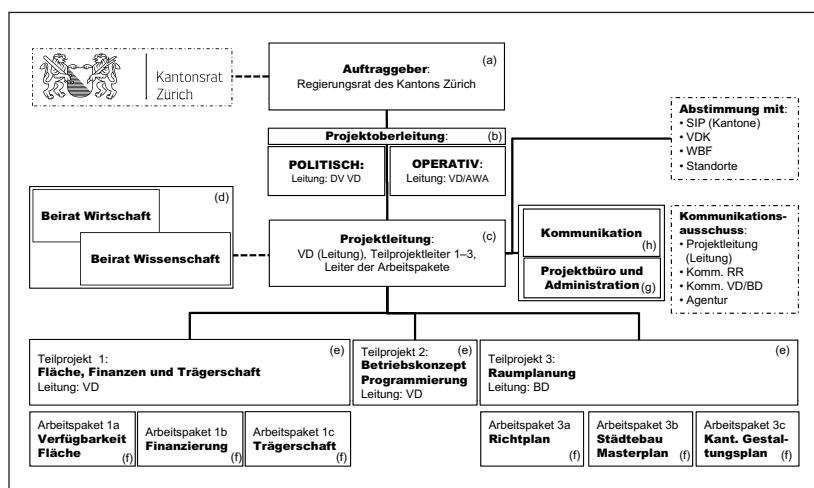 Kantonsrat
Zürich
(a)
Auftraggeber:
Regierungsrat des Kantons Zürich
Projektoberleitung:
(b)
POLITISCH:
Leitung: DV VD
OPERATIV:
Leitung: VD/AWA
Abstimmung mit:
• SIP (Kantone)
• VDK
• WBF
• Standorte
(d)
Beirat Wirtschaft
Beirat Wissenschaft
Projektleitung:
(c)
VD (Leitung), Teilprojektleiter 1–3,
Leiter der Arbeitspakete
Kommunikation
(h)
Projektbüro und
Administration
(g)
Kommunikations-
ausschuss:
• Projektleitung
(Leitung)
• Komm. RR
• Komm. VD/BD
• Agentur
Teilprojekt 1:
(e)
Fläche, Finanzen und Trägerschaft
Leitung: VD
Teilprojekt 2:
(e)
Betriebskonzept
Programmierung
Leitung: VD
Teilprojekt 3:
(e)
Raumplanung
Leitung: BD
Arbeitspaket 1a
Verfügbarkeit
Fläche
(f)
Arbeitspaket 1b
Finanzierung
(f)
Arbeitspaket 1c
Trägerschaft
(f)
Arbeitspaket 3a
Richtplan
(f)
Arbeitspaket 3b
Städtebau
Masterplan
(f)
Arbeitspaket 3c
Kant. Gestal-
tungsplan
(f)